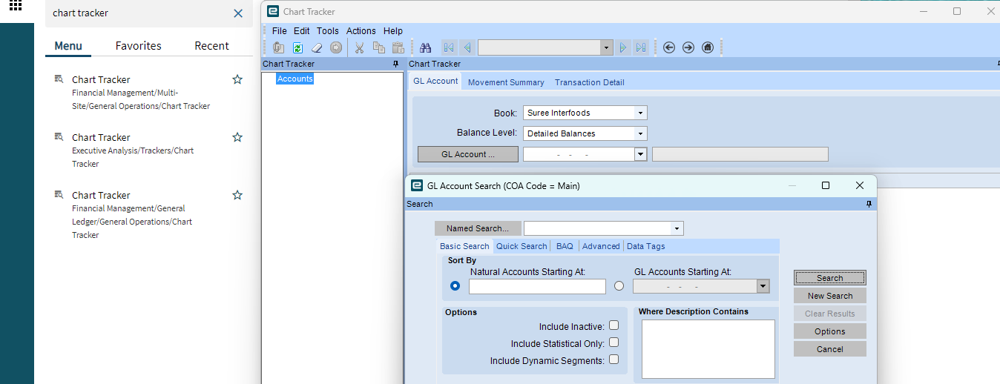 chart tracker
Menu
Favorites
Recent
Chart Tracker
Financial Management/Multi-
Site/General Operations/Chart Tracker
Chart Tracker
Executive Analysis/Trackers/Chart
Tracker
Chart Tracker
Financial Management/General
Ledger/General Operations/Chart
Tracker
Chart Tracker
File Edit Tools Actions Help
Chart Tracker
Accounts
Chart Tracker
GL Account
Movement Summary
Transaction Detail
Book: Suree Interfoods
Balance Level: Detailed Balances
GL Account ... - - -
GL Account Search (COA Code = Main)
Search
Named Search...
Basic Search
Quick Search
BAQ
Advanced
Data Tags
Sort By
Natural Accounts Starting At:
GL Accounts Starting At:
- - -
Options
Include Inactive:
Include Statistical Only:
Include Dynamic Segments:
Where Description Contains
Search
New Search
Clear Results
Options
Cancel